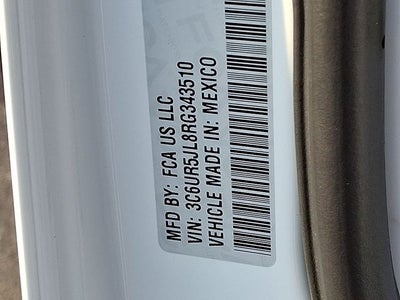 MFD BY: FCA US LLC
VIN: 3C6UR5JL8RG343510
VEHICLE MADE IN: MEXICO